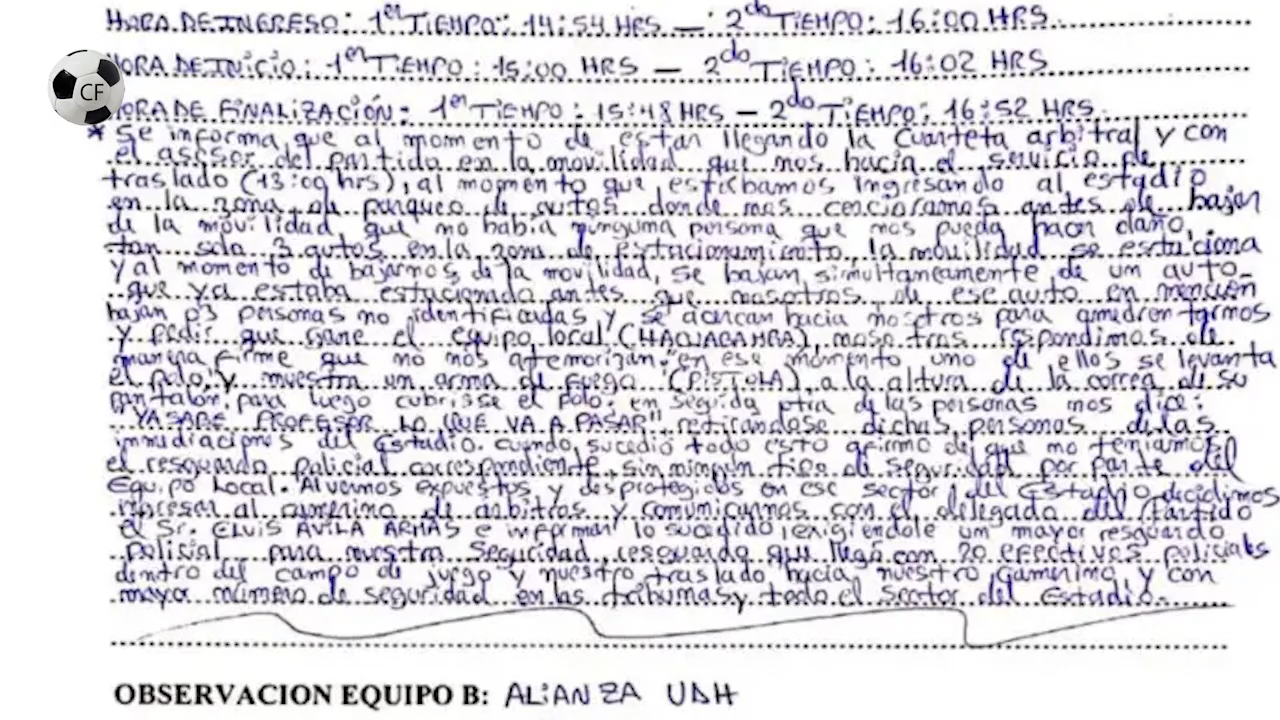 HORA DE INGRESO: 1er TIEMPO: 14:54 HRS – 2do TIEMPO: 16:00 HRS
HORA DE INICIO: 1er TIEMPO: 15:00 HRS – 2do TIEMPO: 16:02 HRS
CF
HORA DE FINALIZACIÓN: 1er TIEMPO: 15:48 HRS – 2do TIEMPO: 16:52 HRS.
* Se informa que al momento de estar llegando la cuarteta arbitral y con
el asesor del partido en la movilidad que nos hacia el servicio de
traslado (13:09 hrs), al momento que estabamos ingresando al estadio
en la zona de parqueo de autos donde nos cercioramos antes de bajar
de la movilidad que no habia ninguna persona que nos pueda hacer daño,
tan solo 3 autos en la zona de estacionamiento, la movilidad se estaciona
y al momento de bajarnos de la movilidad, se bajan simultaneamente de un auto
que ya estaba estacionado antes que nosotros de ese auto en mención
bajan 03 personas no identificadas y se acercan hacia nosotros para amedrentarnos
y pedir que gane el equipo local (CHACUABAMBA), nosotros respondimos de
manera firme que no nos atemorizan. "en ese momento uno de ellos se levanta
el polo" y muestra un arma de fuego (PISTOLA), a la altura de la correa de su
pantalon, para luego cubrirse el polo. en seguida otra de las personas nos dice:
"YA SABE PROFESOR LO QUE VA A PASAR", retirandose dichas personas de las
inmediaciones del Estadio. cuando sucedió todo esto afirmo de que no teniamos
el resguardo policial correspondiente, sin ningun tipo de seguridad por parte del
Equipo Local. Al vernos expuestos y desprotegidos en ese sector del Estadio decidimos
ingresar al camerino de arbitros y comunicarnos con el delegado del Partido
el Sr. ELVIS AVILA ARMAS e informar lo sucedido exigiendole un mayor resguardo
policial para nuestra seguridad, resguardo que llegó con 20 efectivos policiales
dentro del campo de juego y nuestro traslado hacia nuestro camerino, y con
mayor número de seguridad en las tribunas y todo el sector del Estadio.
OBSERVACION EQUIPO B: ALIANZA UDH